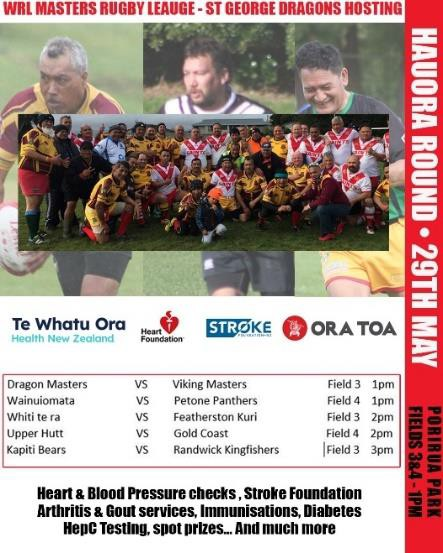 WRL MASTERS RUGBY LEAUGE - ST GEORGE DRAGONS HOSTING
HAUORA ROUND • 29TH MAY
PORIRUA PARK
FIELDS 3&4 - 1PM
Te Whatu Ora
Health New Zealand
Heart
Foundation
STROKE
FOUNDATION NZ
ORA TOA
Dragon Masters VS Viking Masters Field 3 1pm
Wainuiomata VS Petone Panthers Field 4 1pm
Whiti te ra VS Featherston Kuri Field 3 2pm
Upper Hutt VS Gold Coast Field 4 2pm
Kapiti Bears VS Randwick Kingfishers Field 3 3pm
Heart & Blood Pressure checks , Stroke Foundation
Arthritis & Gout services, Immunisations, Diabetes
HepC Testing, spot prizes... And much more